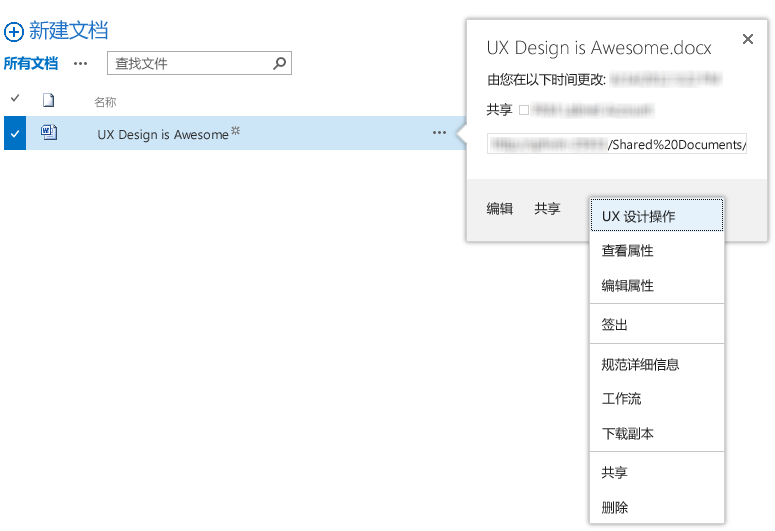 新建文档
所有文档 ••• 查找文件
名称
UX Design is Awesome
UX Design is Awesome.docx
由您在以下时间更改:
共享
/Shared%20Documents/
编辑 共享
UX 设计操作
查看属性
编辑属性
签出
规范详细信息
工作流
下载副本
共享
删除